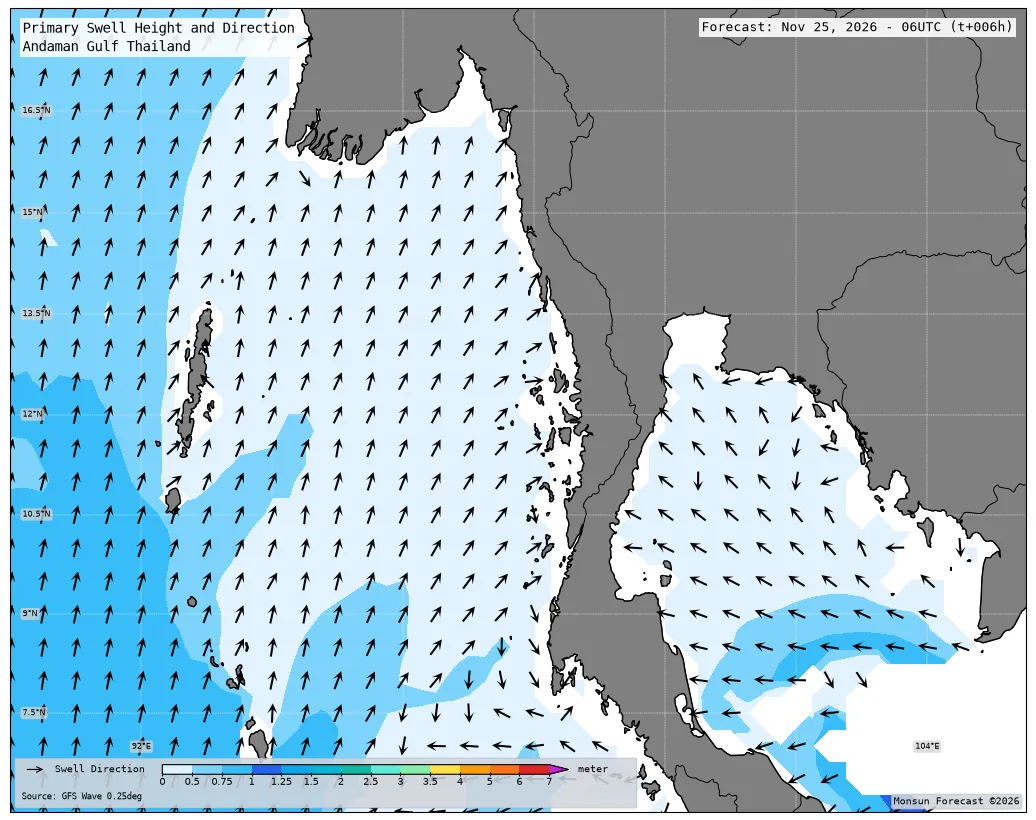 Primary Swell Height and Direction
Andaman Gulf Thailand
Forecast: Nov 25, 2026 - 06UTC (t+006h)
16.5°N
15°N
13.5°N
12°N
10.5°N
9°N
7.5°N
92°E
104°E
Swell Direction
0 0.5 0.75 1 1.25 1.5 2 2.5 3 3.5 4 5 6 7 meter
Source: GFS Wave 0.25deg
Monsun Forecast ©2026